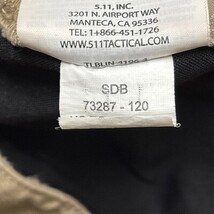 5.11, INC.
3201 N. AIRPORT WAY
MANTECA, CA 95336
TEL: 1+866-451-1726
WWW.511TACTICAL.COM
SDB
73287 - 120